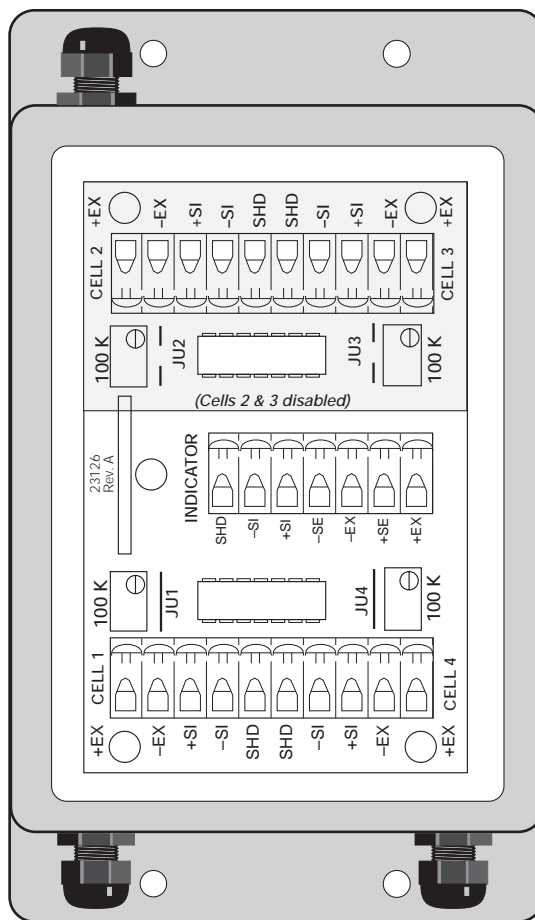 +EX
–EX
+SI
–SI
SHD
SHD
–SI
+SI
–EX
+EX
CELL 2
CELL 3
100 K
JU2
JU3
100 K
(Cells 2 & 3 disabled)
23126
Rev. A
INDICATOR
SHD
–SI
+SI
–SE
–EX
+SE
+EX
100 K
JU1
JU4
100 K
CELL 1
CELL 4
+EX
–EX
+SI
–SI
SHD
SHD
–SI
+SI
–EX
+EX